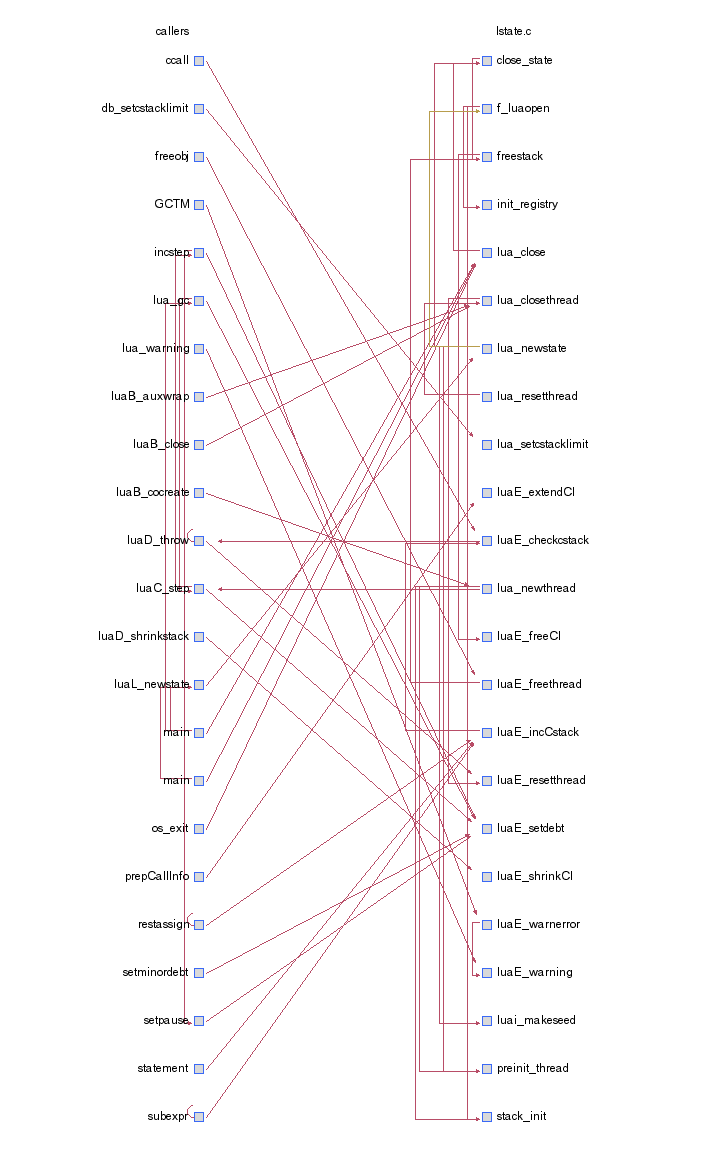 callers
lstate.c
ccall
close_state
db_setcstacklimit
f_luaopen
freeobj
freestack
GCTM
init_registry
incstep
lua_close
lua_gc
lua_closethread
lua_warning
lua_newstate
luaB_auxwrap
lua_resetthread
luaB_close
lua_setcstacklimit
luaB_cocreate
luaE_extendCI
luaD_throw
luaE_checkcstack
luaC_step
lua_newthread
luaD_shrinkstack
luaE_freeCI
luaL_newstate
luaE_freethread
main
luaE_incCstack
main
luaE_resetthread
os_exit
luaE_setdebt
prepCallInfo
luaE_shrinkCI
restassign
luaE_warnerror
setminordebt
luaE_warning
setpause
luai_makeseed
statement
preinit_thread
subexpr
stack_init